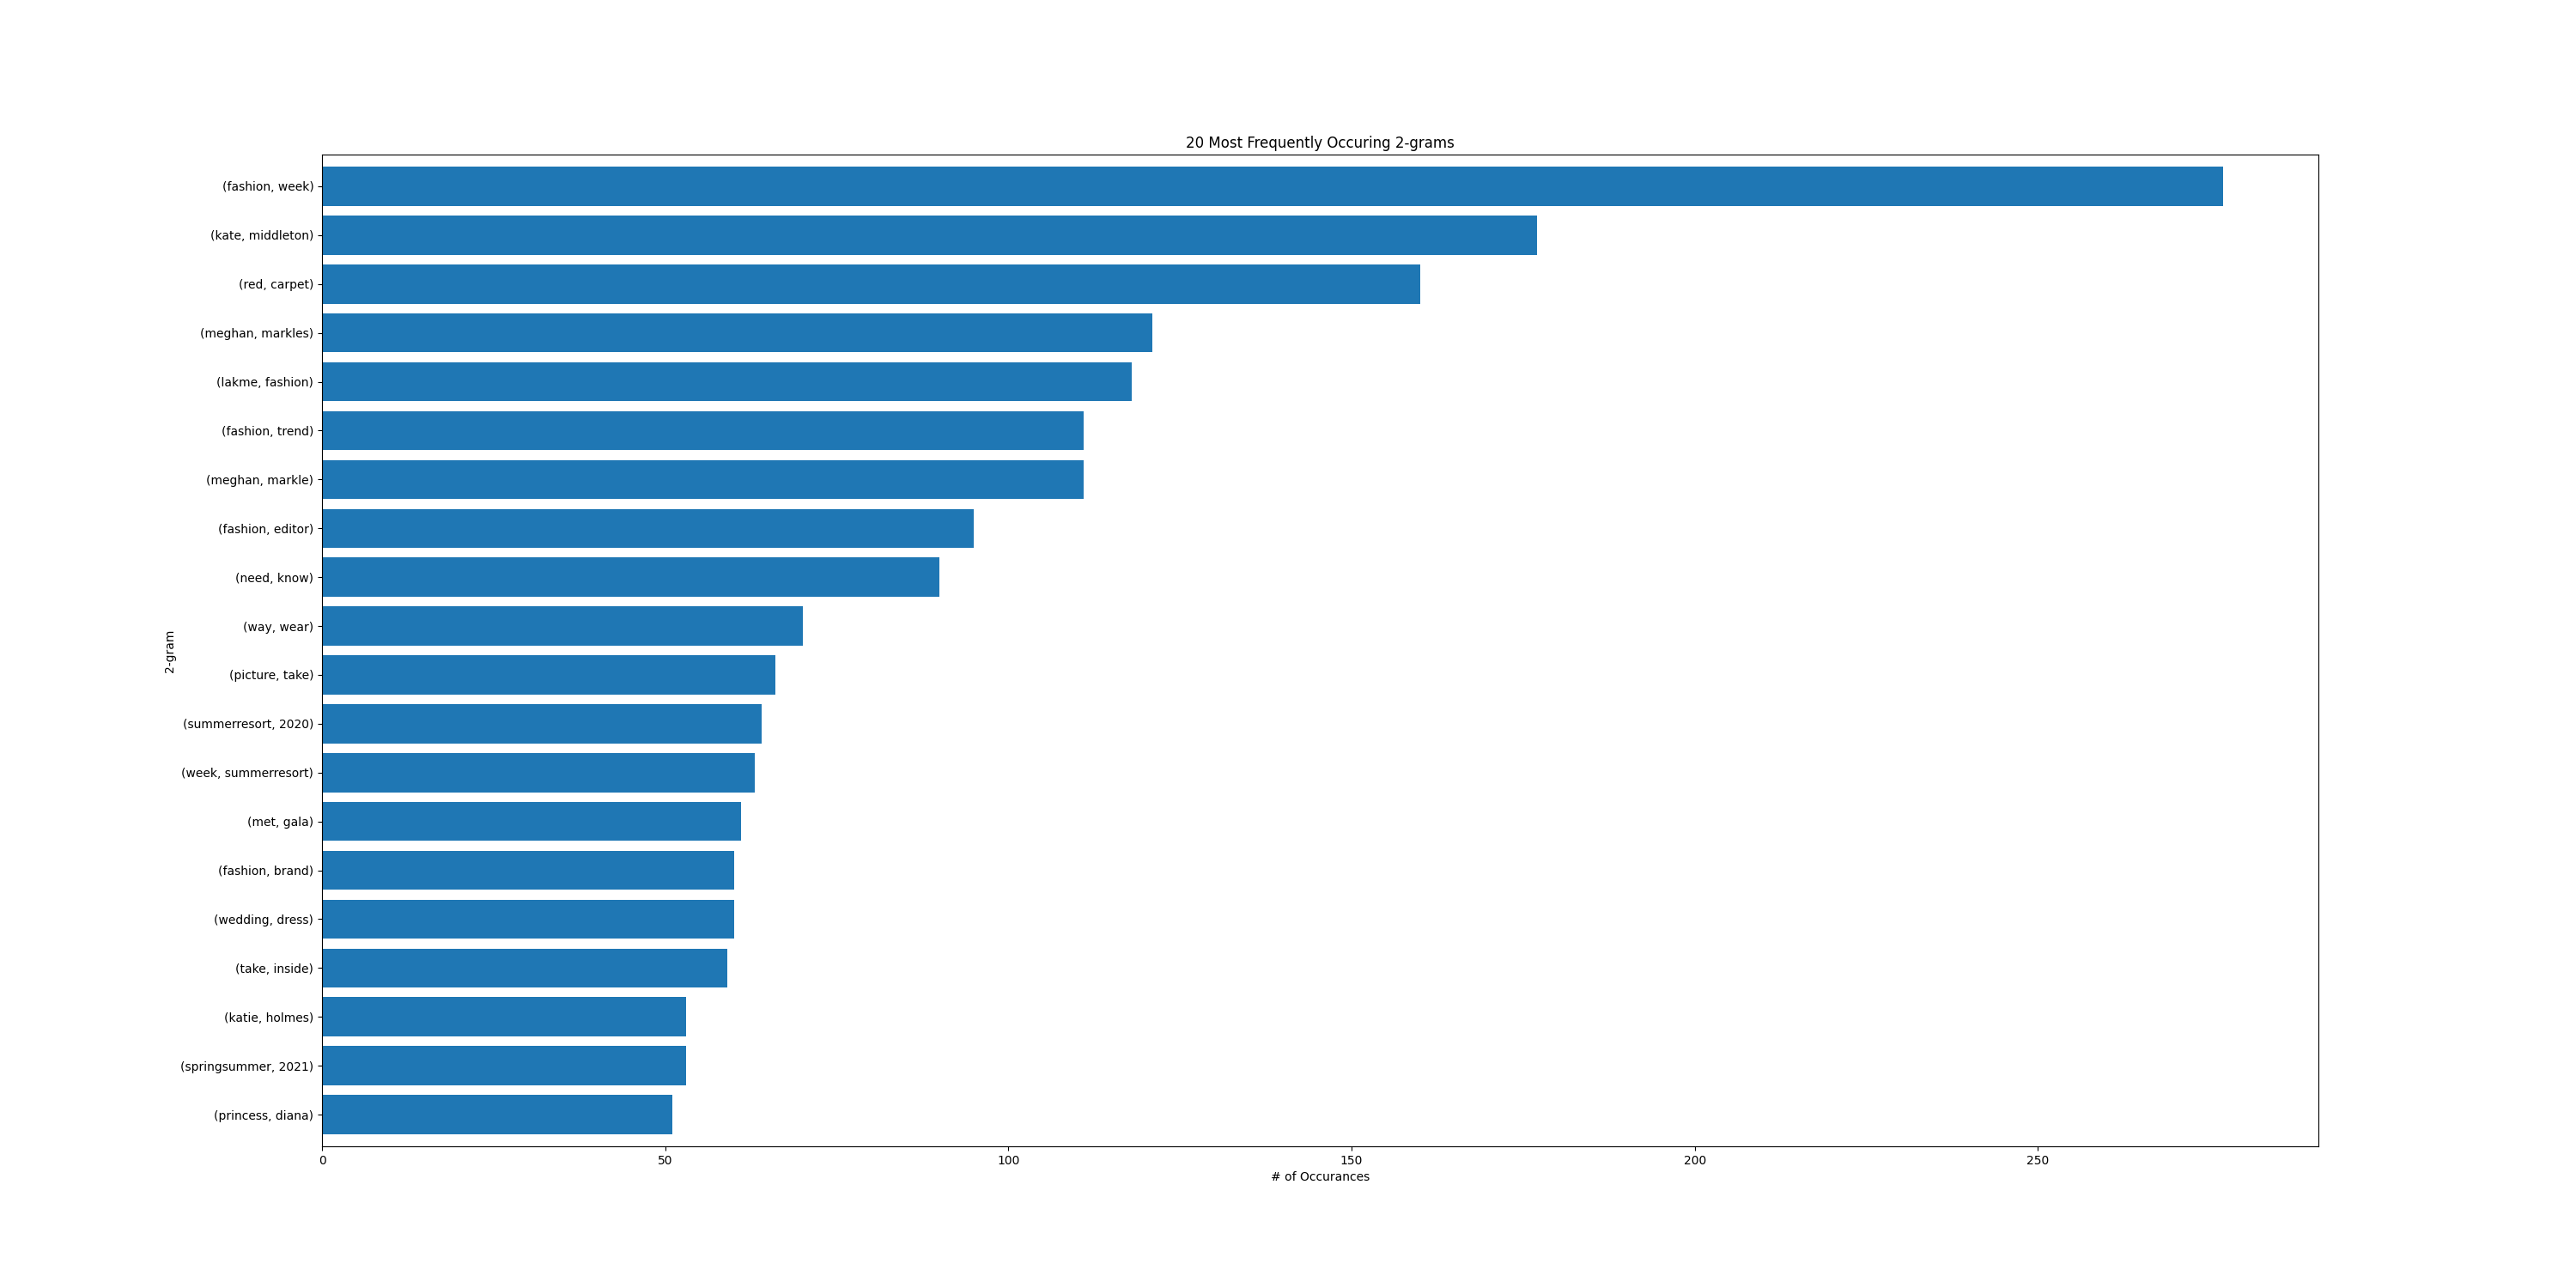 20 Most Frequently Occuring 2-grams
(fashion, week)
(kate, middleton)
(red, carpet)
(meghan, markles)
(lakme, fashion)
(fashion, trend)
(meghan, markle)
(fashion, editor)
(need, know)
(way, wear)
(picture, take)
(summerresort, 2020)
(week, summerresort)
(met, gala)
(fashion, brand)
(wedding, dress)
(take, inside)
(katie, holmes)
(springsummer, 2021)
(princess, diana)
2-gram
0 50 100 150 200 250
# of Occurances